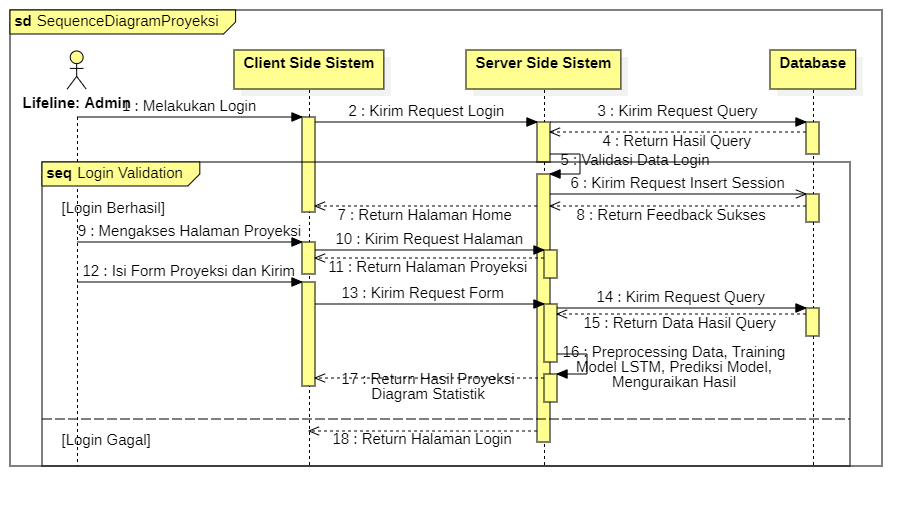 sd SequenceDiagramProyeksi
Client Side Sistem
Server Side Sistem
Database
Lifeline: Admin
1 : Melakukan Login
2 : Kirim Request Login
3 : Kirim Request Query
4 : Return Hasil Query
5 : Validasi Data Login
seq Login Validation
6 : Kirim Request Insert Session
[Login Berhasil]
7 : Return Halaman Home
8 : Return Feedback Sukses
9 : Mengakses Halaman Proyeksi
10 : Kirim Request Halaman
11 : Return Halaman Proyeksi
12 : Isi Form Proyeksi dan Kirim
13 : Kirim Request Form
14 : Kirim Request Query
15 : Return Data Hasil Query
16 : Preprocessing Data, Training
Model LSTM, Prediksi Model,
Menguraikan Hasil
17 : Return Hasil Proyeksi
Diagram Statistik
[Login Gagal]
18 : Return Halaman Login